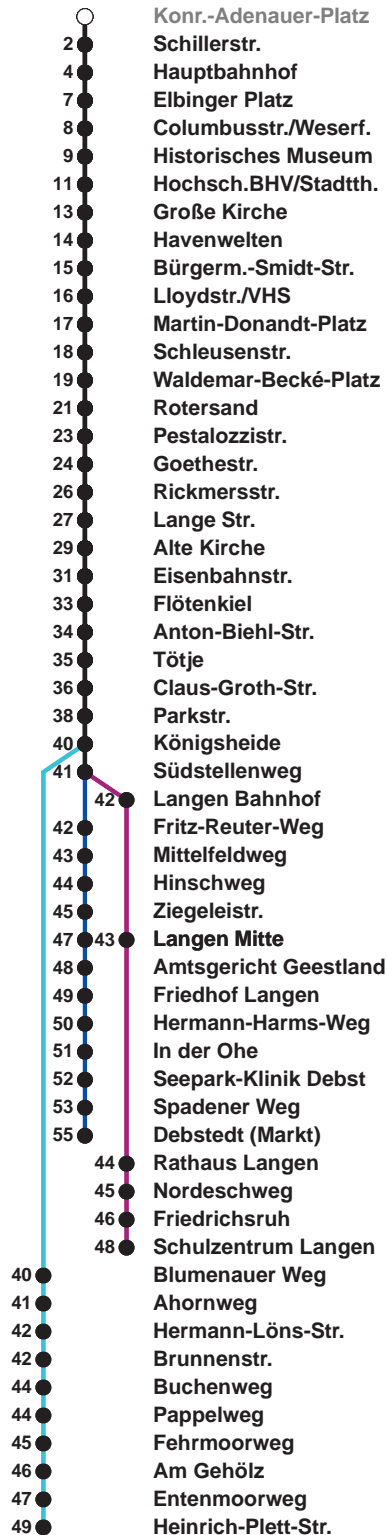 Konr.-Adenauer-Platz
2 Schillerstr.
4 Hauptbahnhof
7 Elbinger Platz
8 Columbusstr./Weserf.
9 Historisches Museum
11 Hochsch.BHV/Stadtth.
13 Große Kirche
14 Havenwelten
15 Bürgerm.-Smidt-Str.
16 Lloydstr./VHS
17 Martin-Donandt-Platz
18 Schleusenstr.
19 Waldemar-Becké-Platz
21 Rotersand
23 Pestalozzistr.
24 Goethestr.
26 Rickmersstr.
27 Lange Str.
29 Alte Kirche
31 Eisenbahnstr.
33 Flötenkiel
34 Anton-Biehl-Str.
35 Tötje
36 Claus-Groth-Str.
38 Parkstr.
40 Königsheide
41 Südstellenweg
42 Langen Bahnhof
42 Fritz-Reuter-Weg
43 Mittelfeldweg
44 Hinschweg
45 Ziegeleistr.
47 43 Langen Mitte
48 Amtsgericht Geestland
49 Friedhof Langen
50 Hermann-Harms-Weg
51 In der Ohe
52 Seepark-Klinik Debst
53 Spadener Weg
55 Debstedt (Markt)
44 Rathaus Langen
45 Nordeschweg
46 Friedrichsruh
48 Schulzentrum Langen
40 Blumenauer Weg
41 Ahornweg
42 Hermann-Löns-Str.
42 Brunnenstr.
44 Buchenweg
44 Pappelweg
45 Fehrmoorweg
46 Am Gehölz
47 Entenmoorweg
49 Heinrich-Plett-Str.